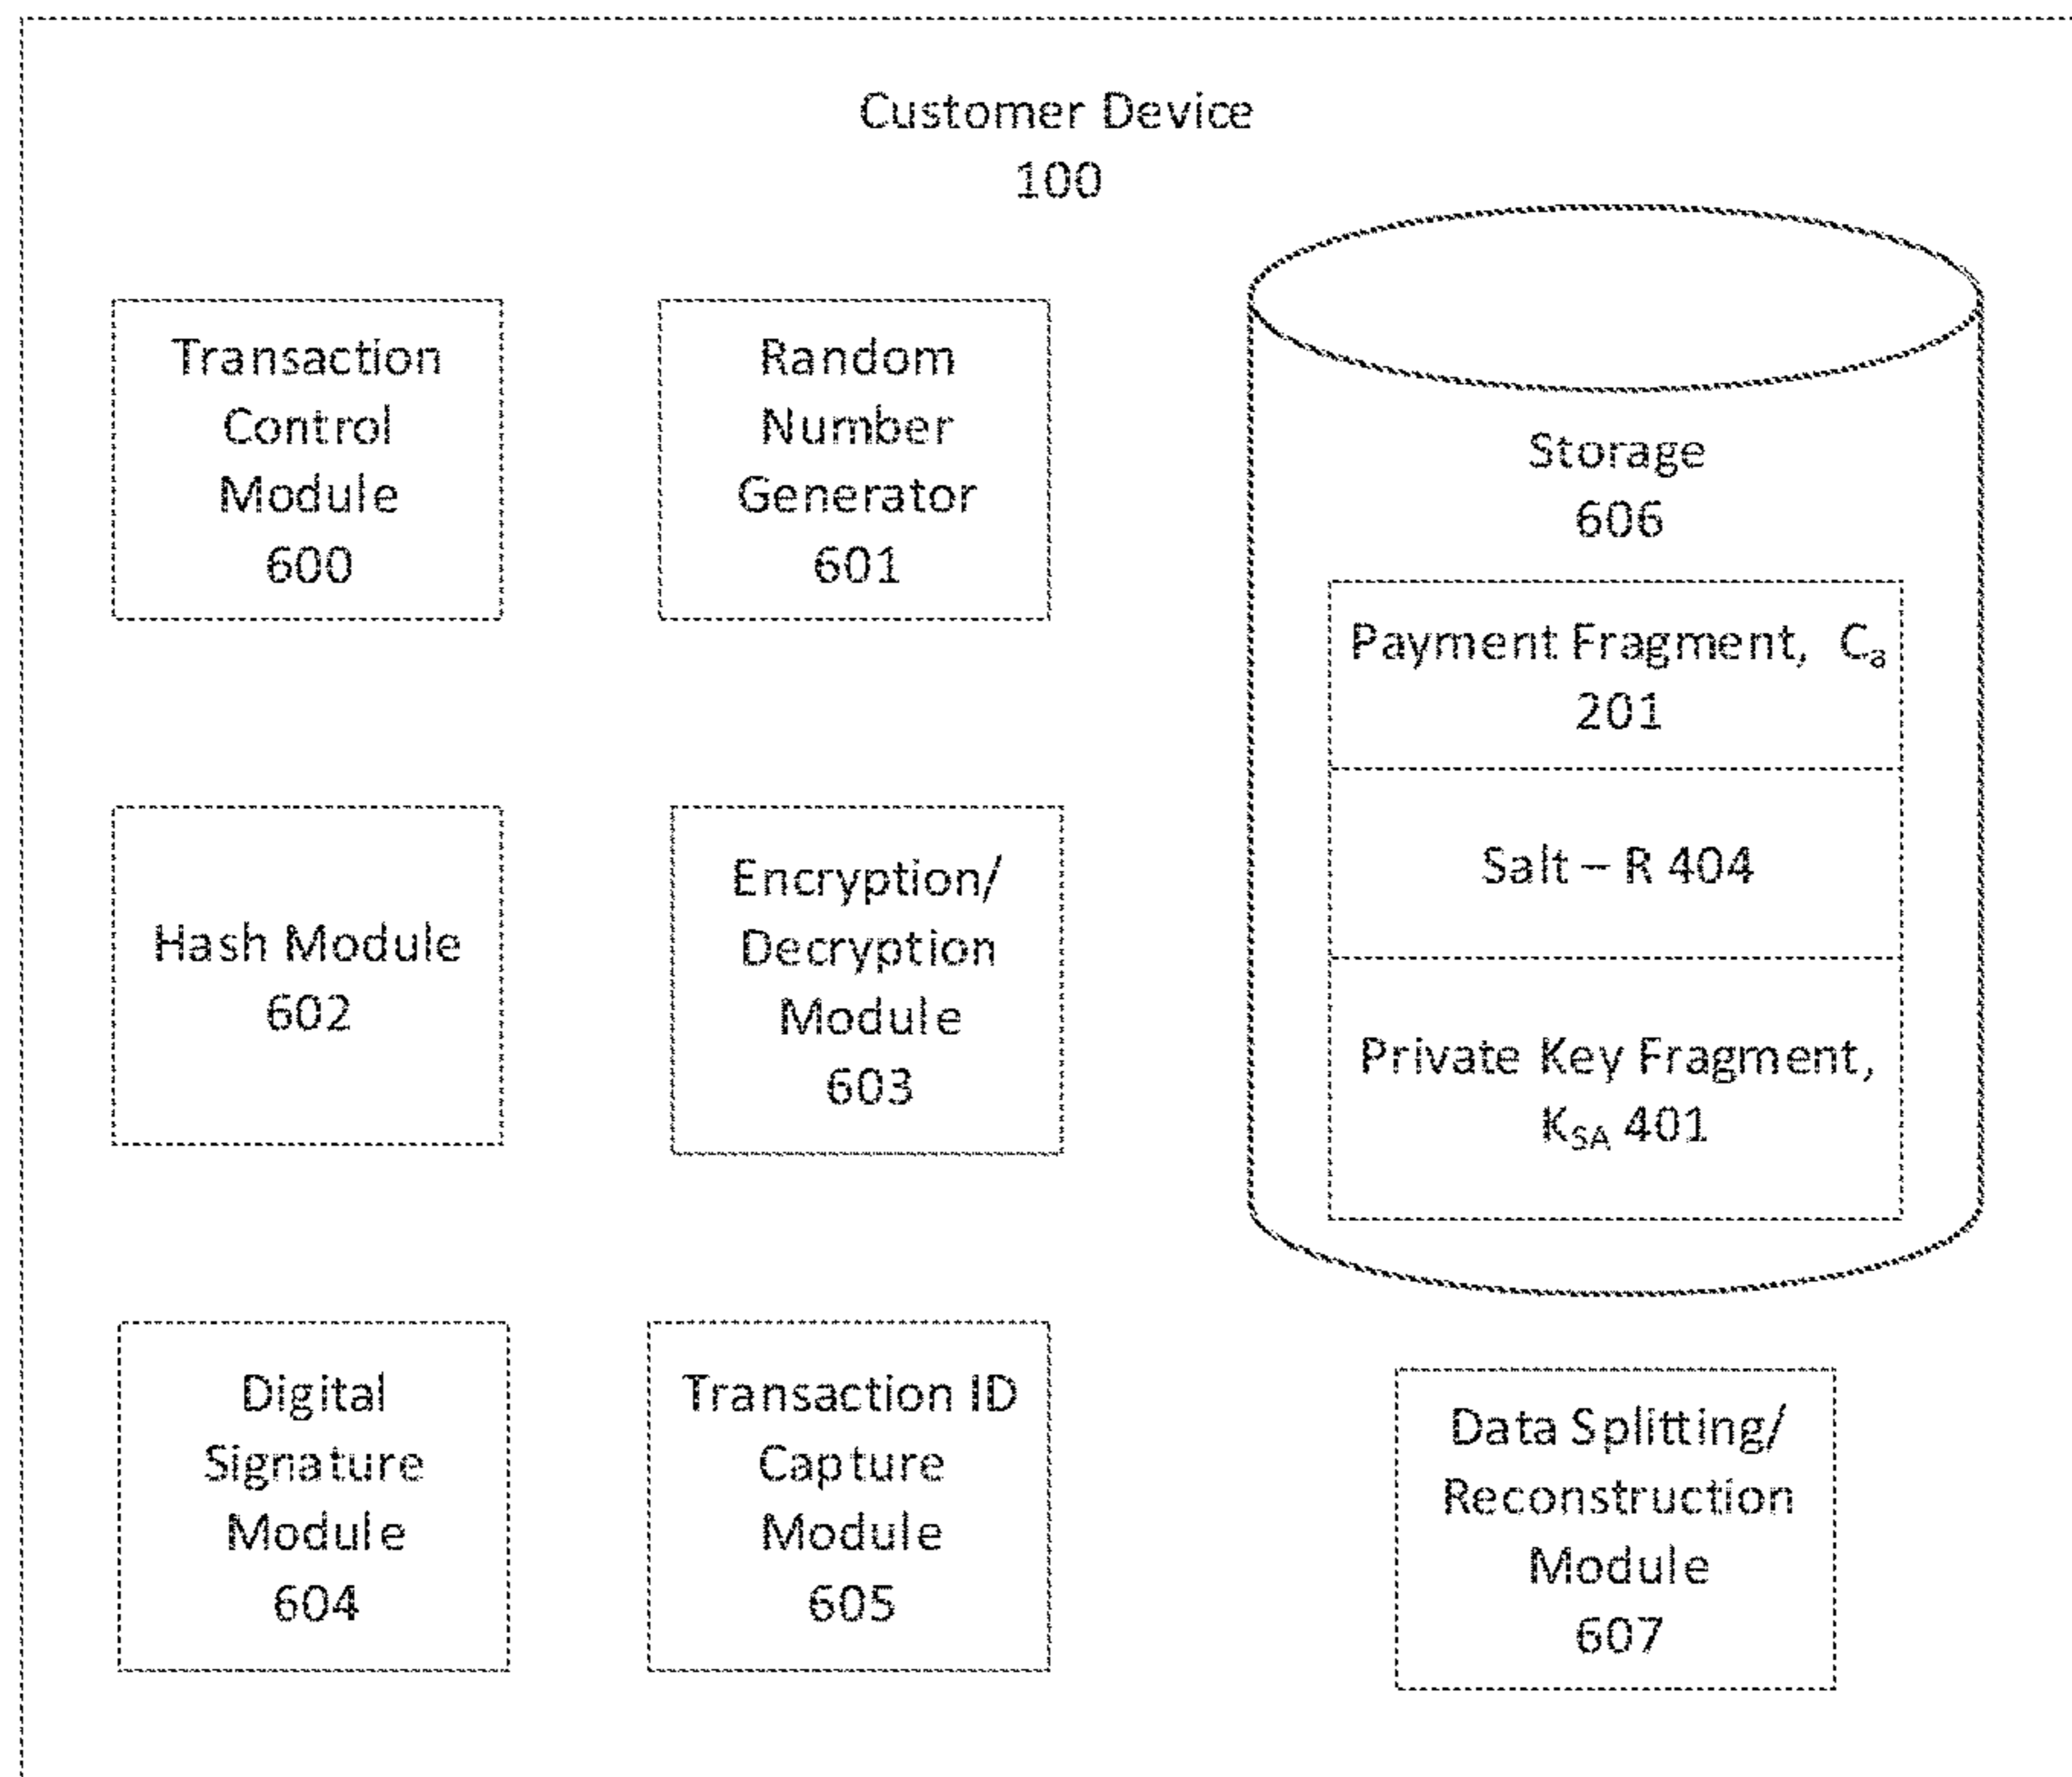 Customer Device
100
Transaction
Control
Module
600
Random
Number
Generator
601
Storage
606
Payment Fragment, Ca
201
Salt – R 404
Private Key Fragment,
KSA 401
Hash Module
602
Encryption/
Decryption
Module
603
Digital
Signature
Module
604
Transaction ID
Capture
Module
605
Data Splitting/
Reconstruction
Module
607